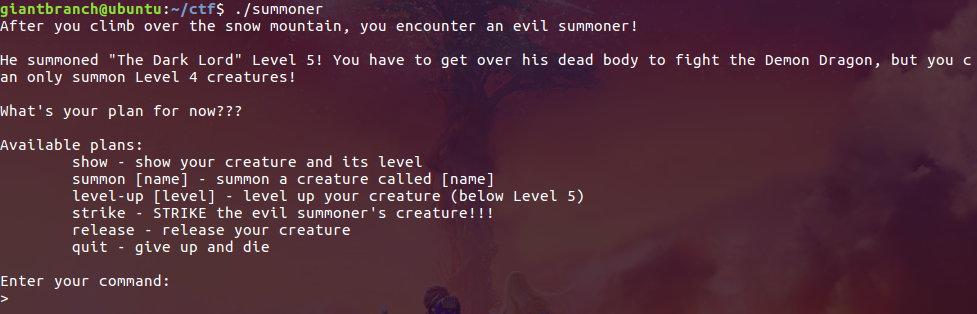 giantbranch@ubuntu:~/ctf$ ./summoner
After you climb over the snow mountain, you encounter an evil summoner!
He summoned "The Dark Lord" Level 5! You have to get over his dead body to fight the Demon Dragon, but you c
an only summon Level 4 creatures!
What's your plan for now???
Available plans:
show - show your creature and its level
summon [name] - summon a creature called [name]
level-up [level] - level up your creature (below Level 5)
strike - STRIKE the evil summoner's creature!!!
release - release your creature
quit - give up and die
Enter your command:
>